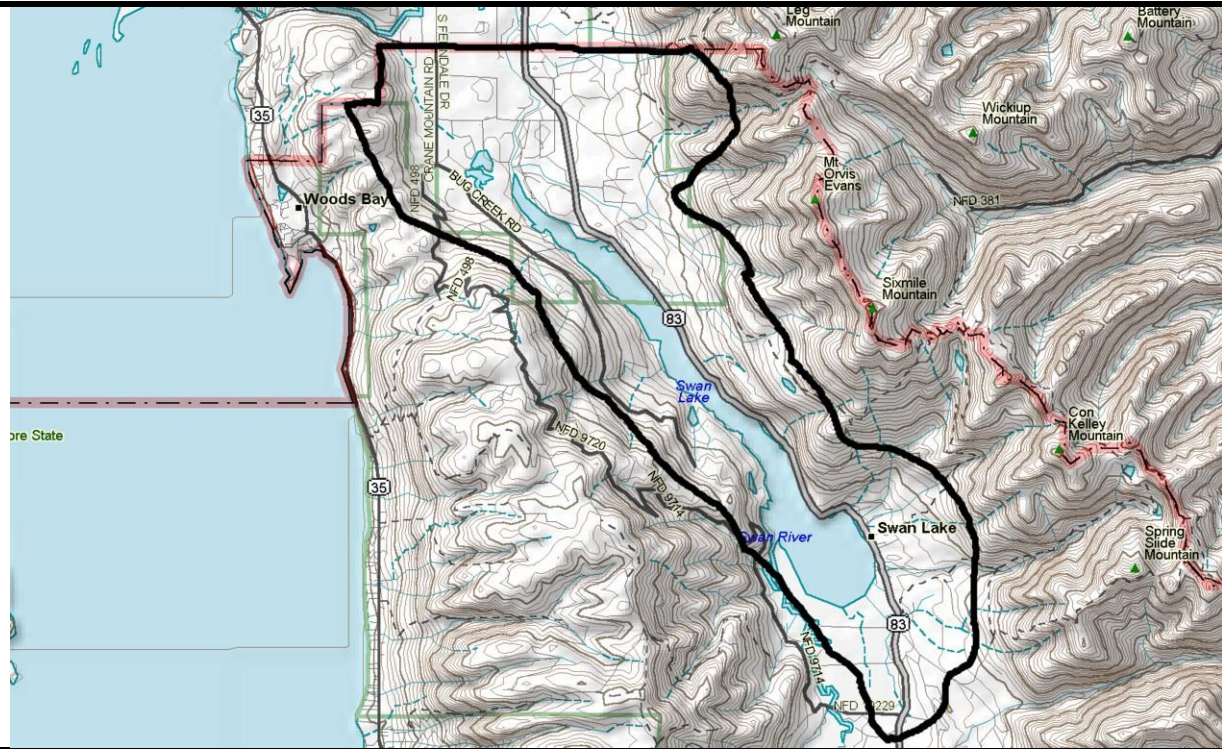 Leg
Mountain
Battery
Mountain
S FERNDALE DR
CRANE MOUNTAIN RD
35
Wickiup
Mountain
Mt
Orvis
Evans
NFD 381
Woods Bay
NFD 498
BUG CREEK RD
NFD 498
Sixmile
Mountain
83
Swan
Lake
Con
Kelley
Mountain
ore State
NFD 9720
NFD 9714
35
Swan River
Swan Lake
Spring
Slide
Mountain
83
NFD 9714
NFD
229